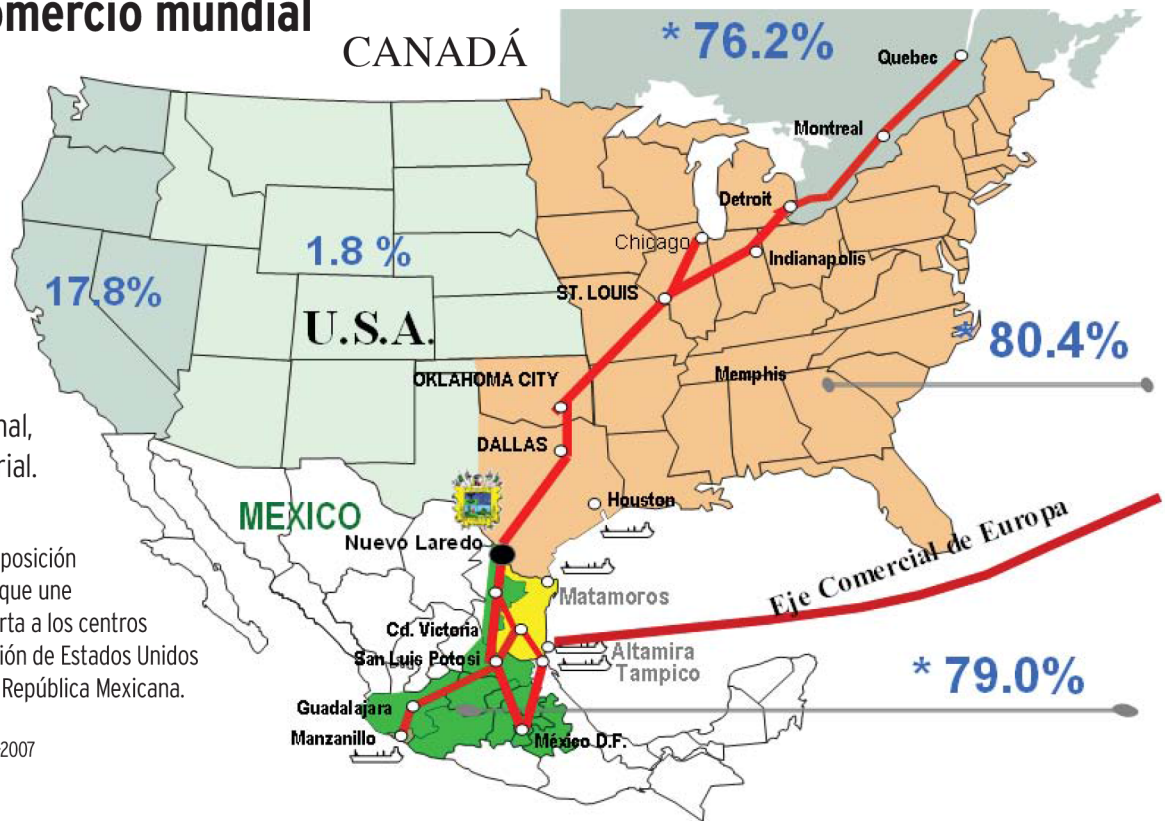 omercio mundial
CANADÁ
* 76.2%
Quebec
Montreal
Detroit
Chicago
Indianapolis
1.8 %
17.8%
ST. LOUIS
U.S.A.
* 80.4%
OKLAHOMA CITY
Memphis
DALLAS
nal,
rial.
Houston
MEXICO
Nuevo Laredo
Eje Comercial de Europa
posición
que une
rta a los centros
ción de Estados Unidos
República Mexicana.
Matamoros
Cd. Victoria
San Luis Potosi
Altamira
Tampico
* 79.0%
Guadalajara
Manzanillo
México D.F.
2007